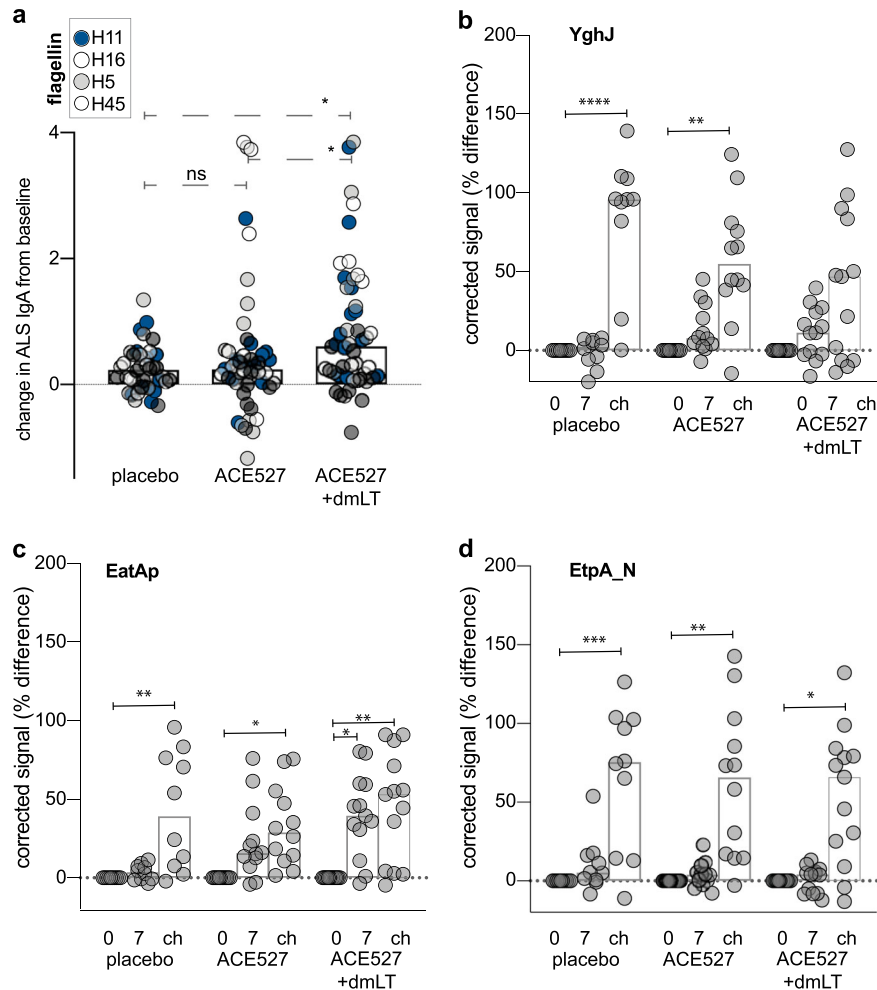 a
flagellin
H11
H16
H5
H45
change in ALS IgA from baseline
4
2
0
*
*
ns
placebo
ACE527
ACE527
+dmLT
b
YghJ
corrected signal (% difference)
200
150
100
50
0
****
**
0 7 ch
placebo
0 7 ch
ACE527
0 7 ch
ACE527
+dmLT
c
EatAp
corrected signal (% difference)
200
150
100
50
0
**
*
**
*
0 7 ch
placebo
0 7 ch
ACE527
0 7 ch
ACE527
+dmLT
d
EtpA_N
corrected signal (% difference)
200
150
100
50
0
***
**
*
0 7 ch
placebo
0 7 ch
ACE527
0 7 ch
ACE527
+dmLT